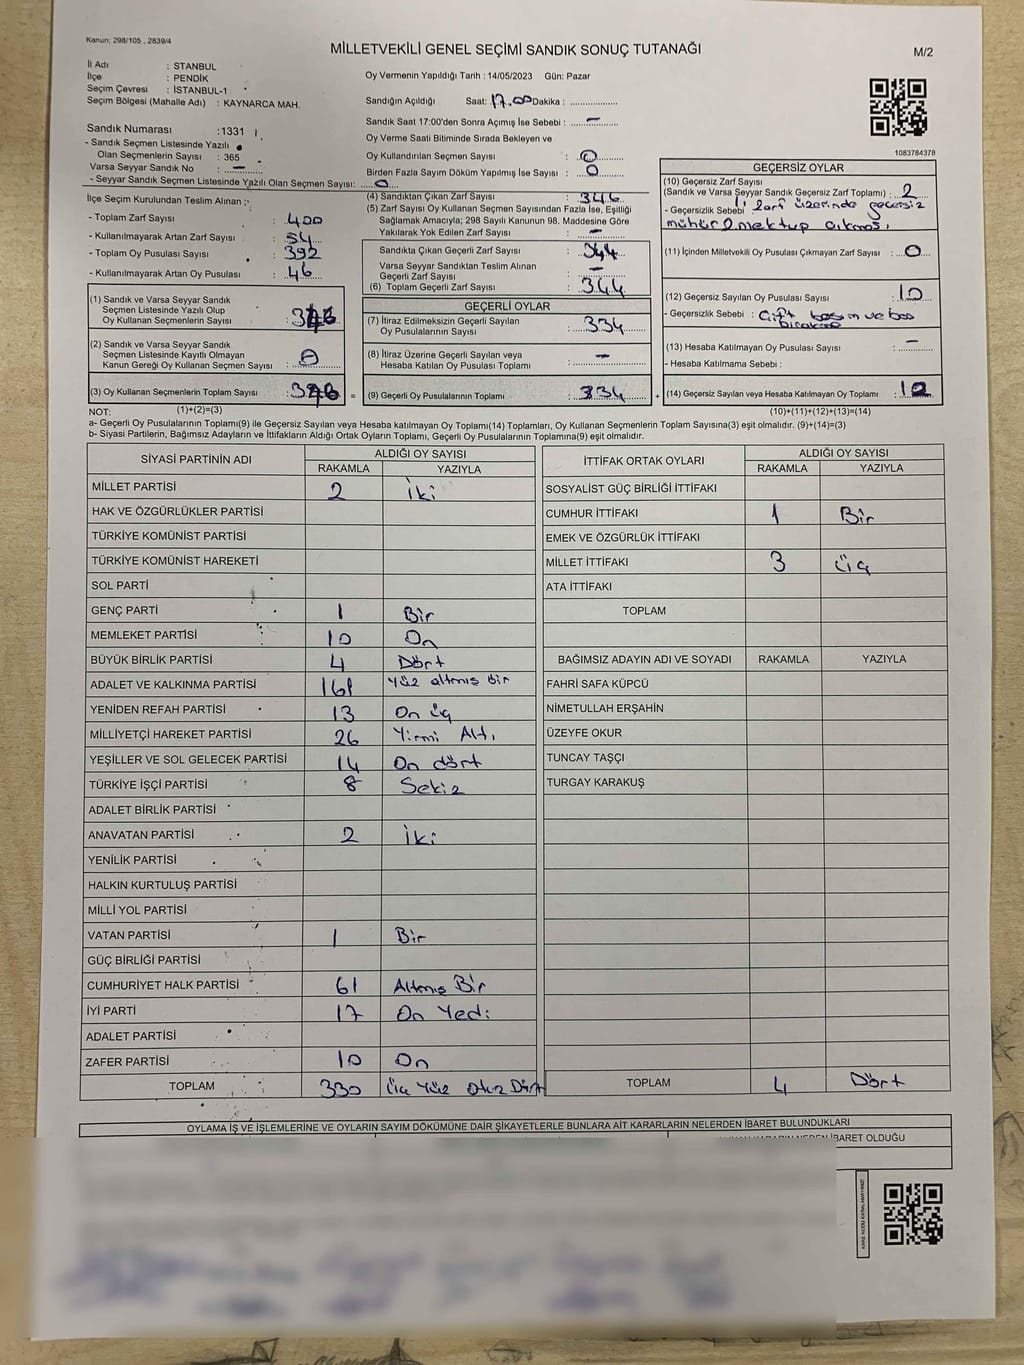 Kanun: 298/105 , 2839/4
MİLLETVEKİLİ GENEL SEÇİMİ SANDIK SONUÇ TUTANAĞI
M/2
İl Adı : STANBUL
İlçe : PENDİK
Seçim Çevresi : İSTANBUL-1
Seçim Bölgesi (Mahalle Adı) : KAYNARCA MAH.
Oy Vermenin Yapıldığı Tarih : 14/05/2023 Gün: Pazar
Sandığın Açıldığı Saat: 17.00 Dakika :
Sandık Saat 17:00'den Sonra Açımış İse Sebebi : —
Oy Verme Saati Bitiminde Sırada Bekleyen ve
Oy Kullandırılan Seçmen Sayısı : 0
Birden Fazla Sayım Döküm Yapılmış İse Sayısı : 0
1083784378
Sandık Numarası :1331
- Sandık Seçmen Listesinde Yazılı
Olan Seçmenlerin Sayısı : 365
Varsa Seyyar Sandık No : —
- Seyyar Sandık Seçmen Listesinde Yazılı Olan Seçmen Sayısı: 0
İlçe Seçim Kurulundan Teslim Alınan :
- Toplam Zarf Sayısı : 400
- Kullanılmayarak Artan Zarf Sayısı : 54
- Toplam Oy Pusulası Sayısı : 392
- Kullanılmayarak Artan Oy Pusulası : 46
(1) Sandık ve Varsa Seyyar Sandık
Seçmen Listesinde Yazılı Olup
Oy Kullanan Seçmenlerin Sayısı :
(2) Sandık ve Varsa Seyyar Sandık
Seçmen Listesinde Kayıtlı Olmayan
Kanun Gereği Oy Kullanan Seçmen Sayısı : 0
(3) Oy Kullanan Seçmenlerin Toplam Sayısı :
(1)+(2)=(3)
(4) Sandıktan Çıkan Zarf Sayısı : 346
(5) Zarf Sayısı Oy Kullanan Seçmen Sayısından Fazla İse, Eşitliği
Sağlamak Amacıyla; 298 Sayılı Kanunun 98. Maddesine Göre
Yakılarak Yok Edilen Zarf Sayısı : —
Sandıkta Çıkan Geçerli Zarf Sayısı : 344
Varsa Seyyar Sandıktan Teslim Alınan
Geçerli Zarf Sayısı : —
(6) Toplam Geçerli Zarf Sayısı : 344
GEÇERLİ OYLAR
(7) İtiraz Edilmeksizin Geçerli Sayılan
Oy Pusulalarının Sayısı : 334
(8) İtiraz Üzerine Geçerli Sayılan veya
Hesaba Katılan Oy Pusulası Toplamı : —
= (9) Geçerli Oy Pusulalarının Toplamı : 334 +
GEÇERSİZ OYLAR
(10) Geçersiz Zarf Sayısı
(Sandık ve Varsa Seyyar Sandık Geçersiz Zarf Toplamı) : 2
- Geçersizlik Sebebi : 1. Zarf üzerinde geçersiz
mühür 2. mektup çıkması
(11) İçinden Milletvekili Oy Pusulası Çıkmayan Zarf Sayısı : 0
(12) Geçersiz Sayılan Oy Pusulası Sayısı : 10
- Geçersizlik Sebebi : Çift basım ve boş
(13) Hesaba Katılmayan Oy Pusulası Sayısı : —
- Hesaba Katılmama Sebebi :
(14) Geçersiz Sayılan veya Hesaba Katılmayan Oy Toplamı : 12
(10)+(11)+(12)+(13)=(14)
NOT:
a- Geçerli Oy Pusulalarının Toplamı(9) ile Geçersiz Sayılan veya Hesaba katılmayan Oy Toplamı(14) Toplamları, Oy Kullanan Seçmenlerin Toplam Sayısına(3) eşit olmalıdır. (9)+(14)=(3)
b- Siyasi Partilerin, Bağımsız Adayların ve İttifakların Aldığı Ortak Oyların Toplamı, Geçerli Oy Pusulalarının Toplamına(9) eşit olmalıdır.
SİYASİ PARTİNİN ADI ALDIĞI OY SAYISI
RAKAMLA YAZIYLA
MİLLET PARTİSİ 2 İki
HAK VE ÖZGÜRLÜKLER PARTİSİ
TÜRKİYE KOMÜNİST PARTİSİ
TÜRKİYE KOMÜNİST HAREKETİ
SOL PARTİ
GENÇ PARTİ 1 Bir
MEMLEKET PARTİSİ 10 On
BÜYÜK BİRLİK PARTİSİ 4 Dört
ADALET VE KALKINMA PARTİSİ 161 Yüz altmış bir
YENİDEN REFAH PARTİSİ 13 On üç
MİLLİYETÇİ HAREKET PARTİSİ 26 Yirmi Altı
YEŞİLLER VE SOL GELECEK PARTİSİ 14 On dört
TÜRKİYE İŞÇİ PARTİSİ 8 Sekiz
ADALET BİRLİK PARTİSİ
ANAVATAN PARTİSİ 2 İki
YENİLİK PARTİSİ
HALKIN KURTULUŞ PARTİSİ
MİLLİ YOL PARTİSİ
VATAN PARTİSİ 1 Bir
GÜÇ BİRLİĞİ PARTİSİ
CUMHURİYET HALK PARTİSİ 61 Altmış Bir
İYİ PARTİ 17 On Yedi
ADALET PARTİSİ
ZAFER PARTİSİ 10 On
TOPLAM 330 Üç Yüz Otuz Dört
İTTİFAK ORTAK OYLARI ALDIĞI OY SAYISI
RAKAMLA YAZIYLA
SOSYALİST GÜÇ BİRLİĞİ İTTİFAKI
CUMHUR İTTİFAKI 1 Bir
EMEK VE ÖZGÜRLÜK İTTİFAKI
MİLLET İTTİFAKI 3 Üç
ATA İTTİFAKI
TOPLAM
BAĞIMSIZ ADAYIN ADI VE SOYADI RAKAMLA YAZIYLA
FAHRİ SAFA KÜPCÜ
NİMETULLAH ERŞAHİN
ÜZEYFE OKUR
TUNCAY TAŞÇI
TURGAY KARAKUŞ
TOPLAM 4 Dört
OYLAMA İŞ VE İŞLEMLERİNE VE OYLARIN SAYIM DÖKÜMÜNE DAİR ŞİKAYETLERLE BUNLARA AİT KARARLARIN NELERDEN İBARET BULUNDUKLARI
İBARET OLDUĞU